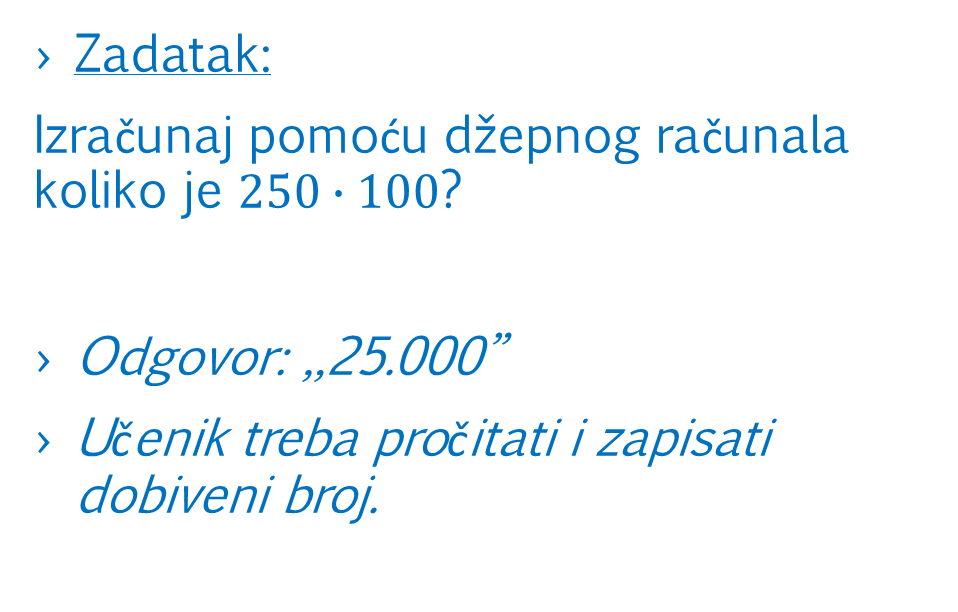 › Zadatak:
Izračunaj pomoću džepnog računala
koliko je 250 · 100?
› Odgovor: „25.000”
› Učenik treba pročitati i zapisati
dobiveni broj.